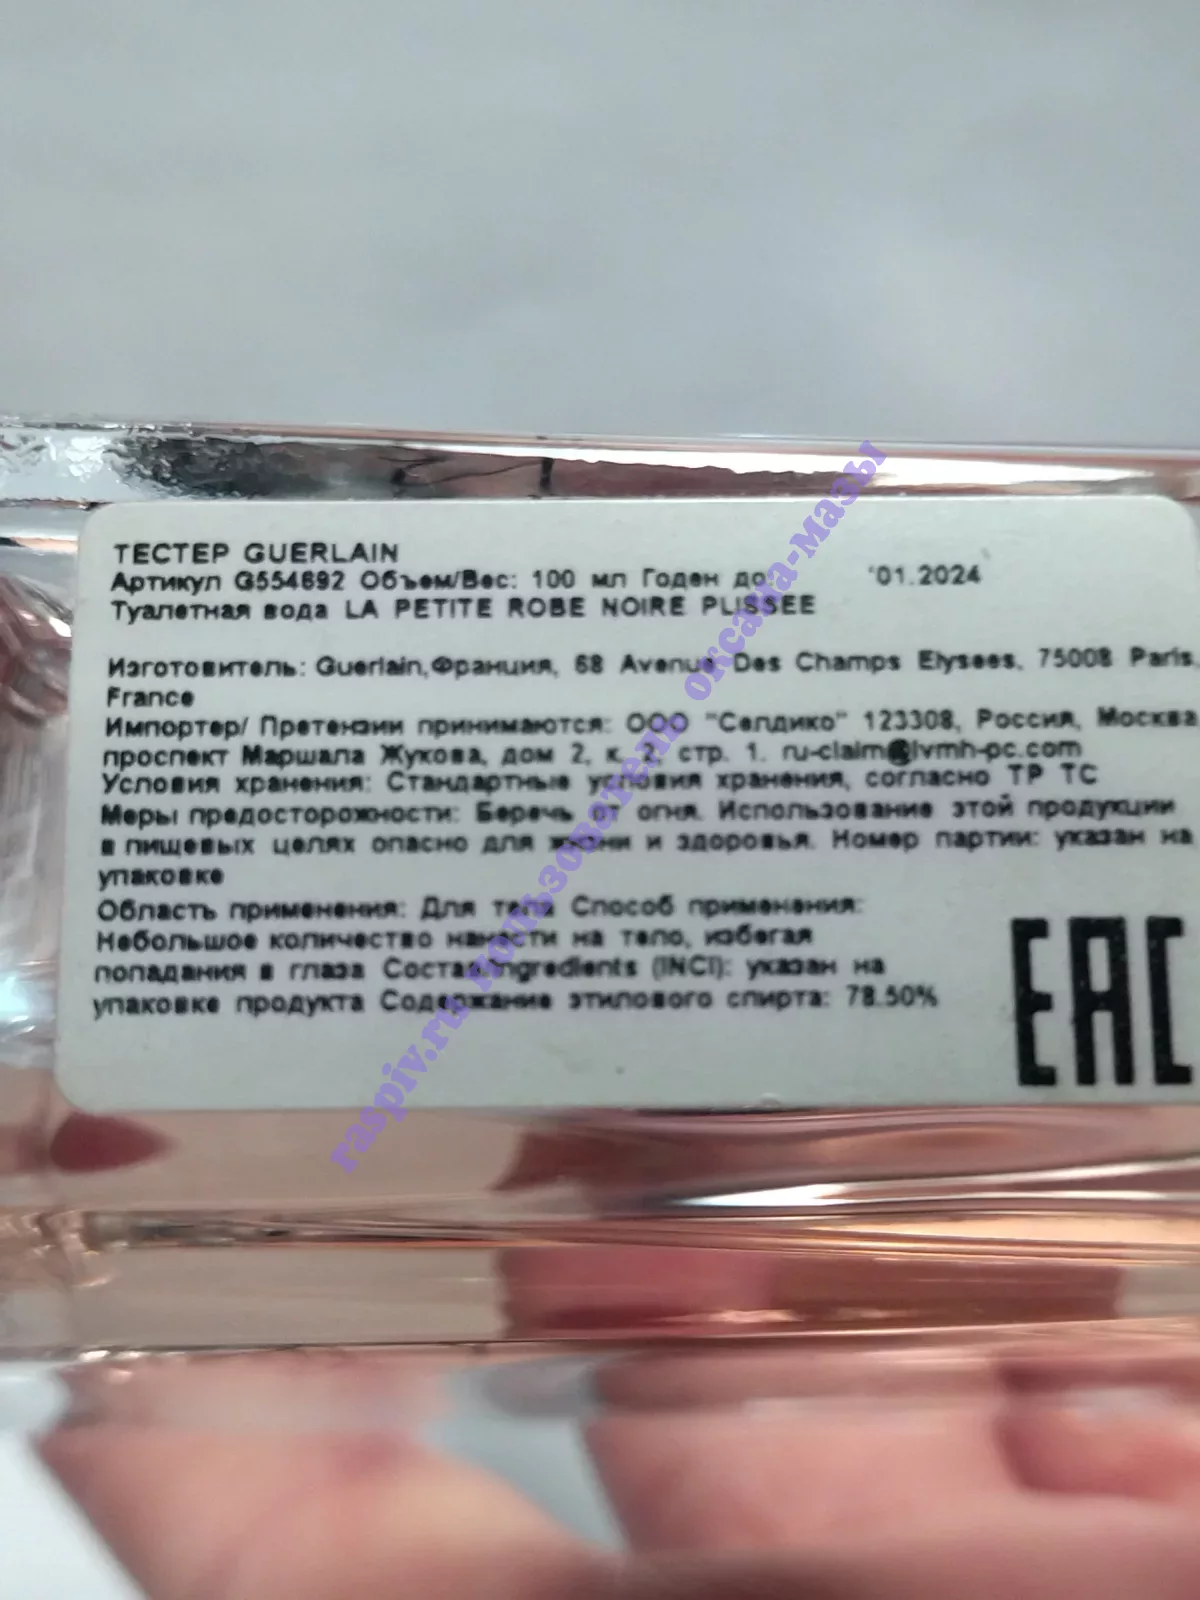 ТЕСТЕР GUERLAIN
Артикул G554692 Объем/Вес: 100 мл Годен до: 01.2024
Туалетная вода LA PETITE ROBE NOIRE PLISSEE
Изготовитель: Guerlain,Франция, 68 Avenue Des Champs Elysees, 75008 Paris,
France
Импортер/ Претензии принимаются: ООО "Селдико" 123308, Россия, Москва
проспект Маршала Жукова, дом 2, к. 2, стр. 1. ru-claim@lvmh-pc.com
Условия хранения: Стандартные условия хранения, согласно ТР ТС
Меры предосторожности: Беречь от огня. Использование этой продукции
в пищевых целях опасно для жизни и здоровья. Номер партии: указан на
упаковке
Область применения: Для тела Способ применения:
Небольшое количество нанести на тело, избегая
попадания в глаза Состав/Ingredients (INCI): указан на
упаковке продукта Содержание этилового спирта: 78.50%
EAC
raspiv.ru пользователь оксана-Мазы